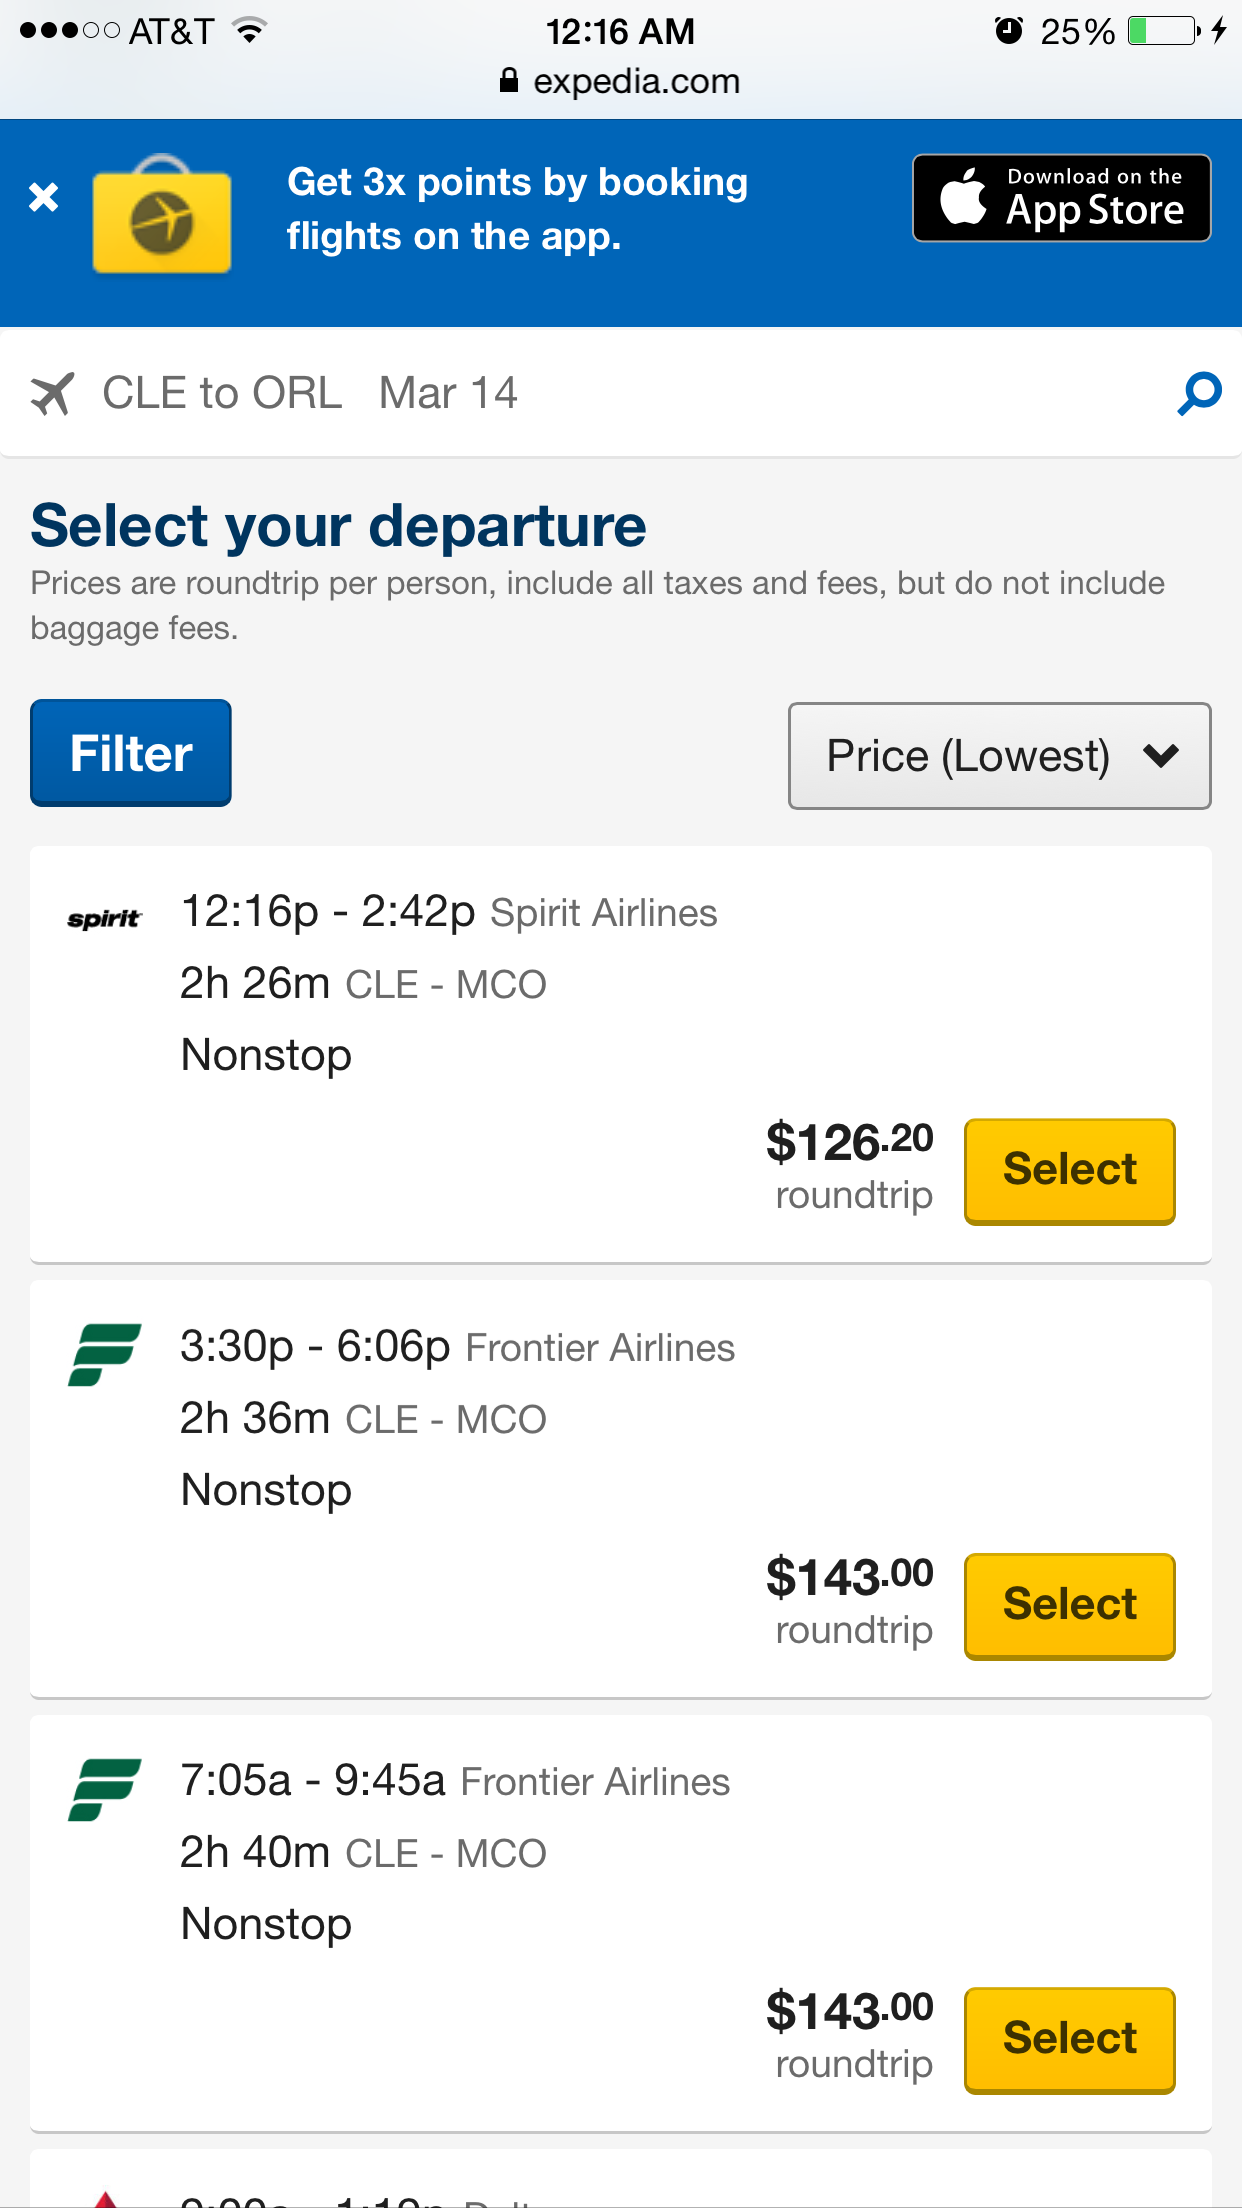 AT&T 12:16 AM 25%
expedia.com
Get 3x points by booking
flights on the app.
Download on the
App Store
CLE to ORL Mar 14
Select your departure
Prices are roundtrip per person, include all taxes and fees, but do not include
baggage fees.
Filter
Price (Lowest)
spirit 12:16p - 2:42p Spirit Airlines
2h 26m CLE - MCO
Nonstop
$126.20
roundtrip
Select
3:30p - 6:06p Frontier Airlines
2h 36m CLE - MCO
Nonstop
$143.00
roundtrip
Select
7:05a - 9:45a Frontier Airlines
2h 40m CLE - MCO
Nonstop
$143.00
roundtrip
Select